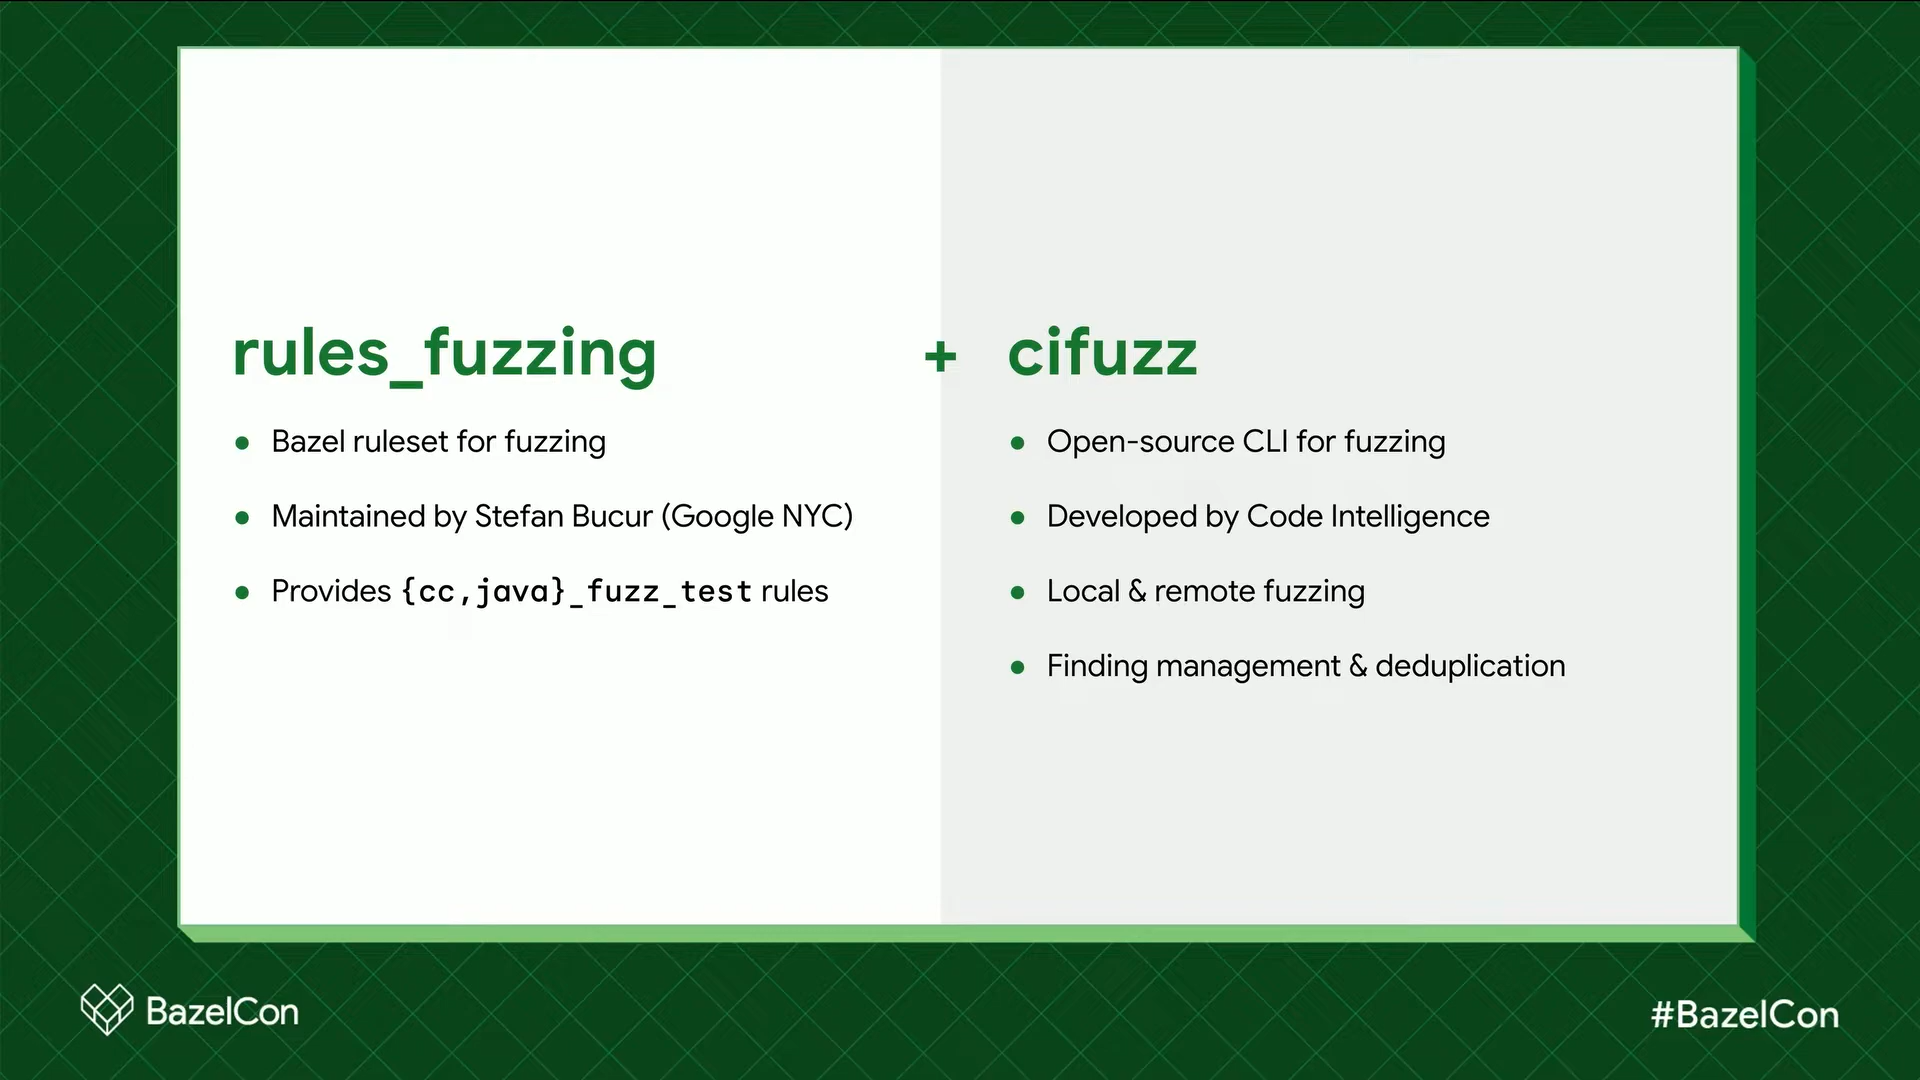 rules_fuzzing
• Bazel ruleset for fuzzing
• Maintained by Stefan Bucur (Google NYC)
• Provides {cc,java}_fuzz_test rules
+
cifuzz
• Open-source CLI for fuzzing
• Developed by Code Intelligence
• Local & remote fuzzing
• Finding management & deduplication
BazelCon
#BazelCon